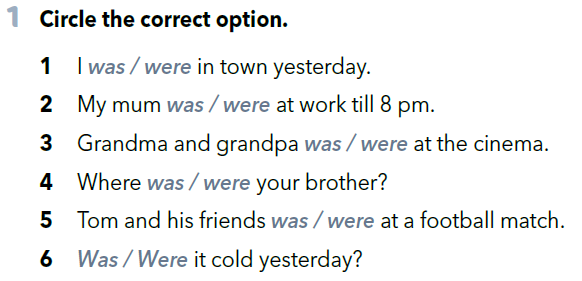 1 Circle the correct option.
1 I was / were in town yesterday.
2 My mum was / were at work till 8 pm.
3 Grandma and grandpa was / were at the cinema.
4 Where was / were your brother?
5 Tom and his friends was / were at a football match.
6 Was / Were it cold yesterday?